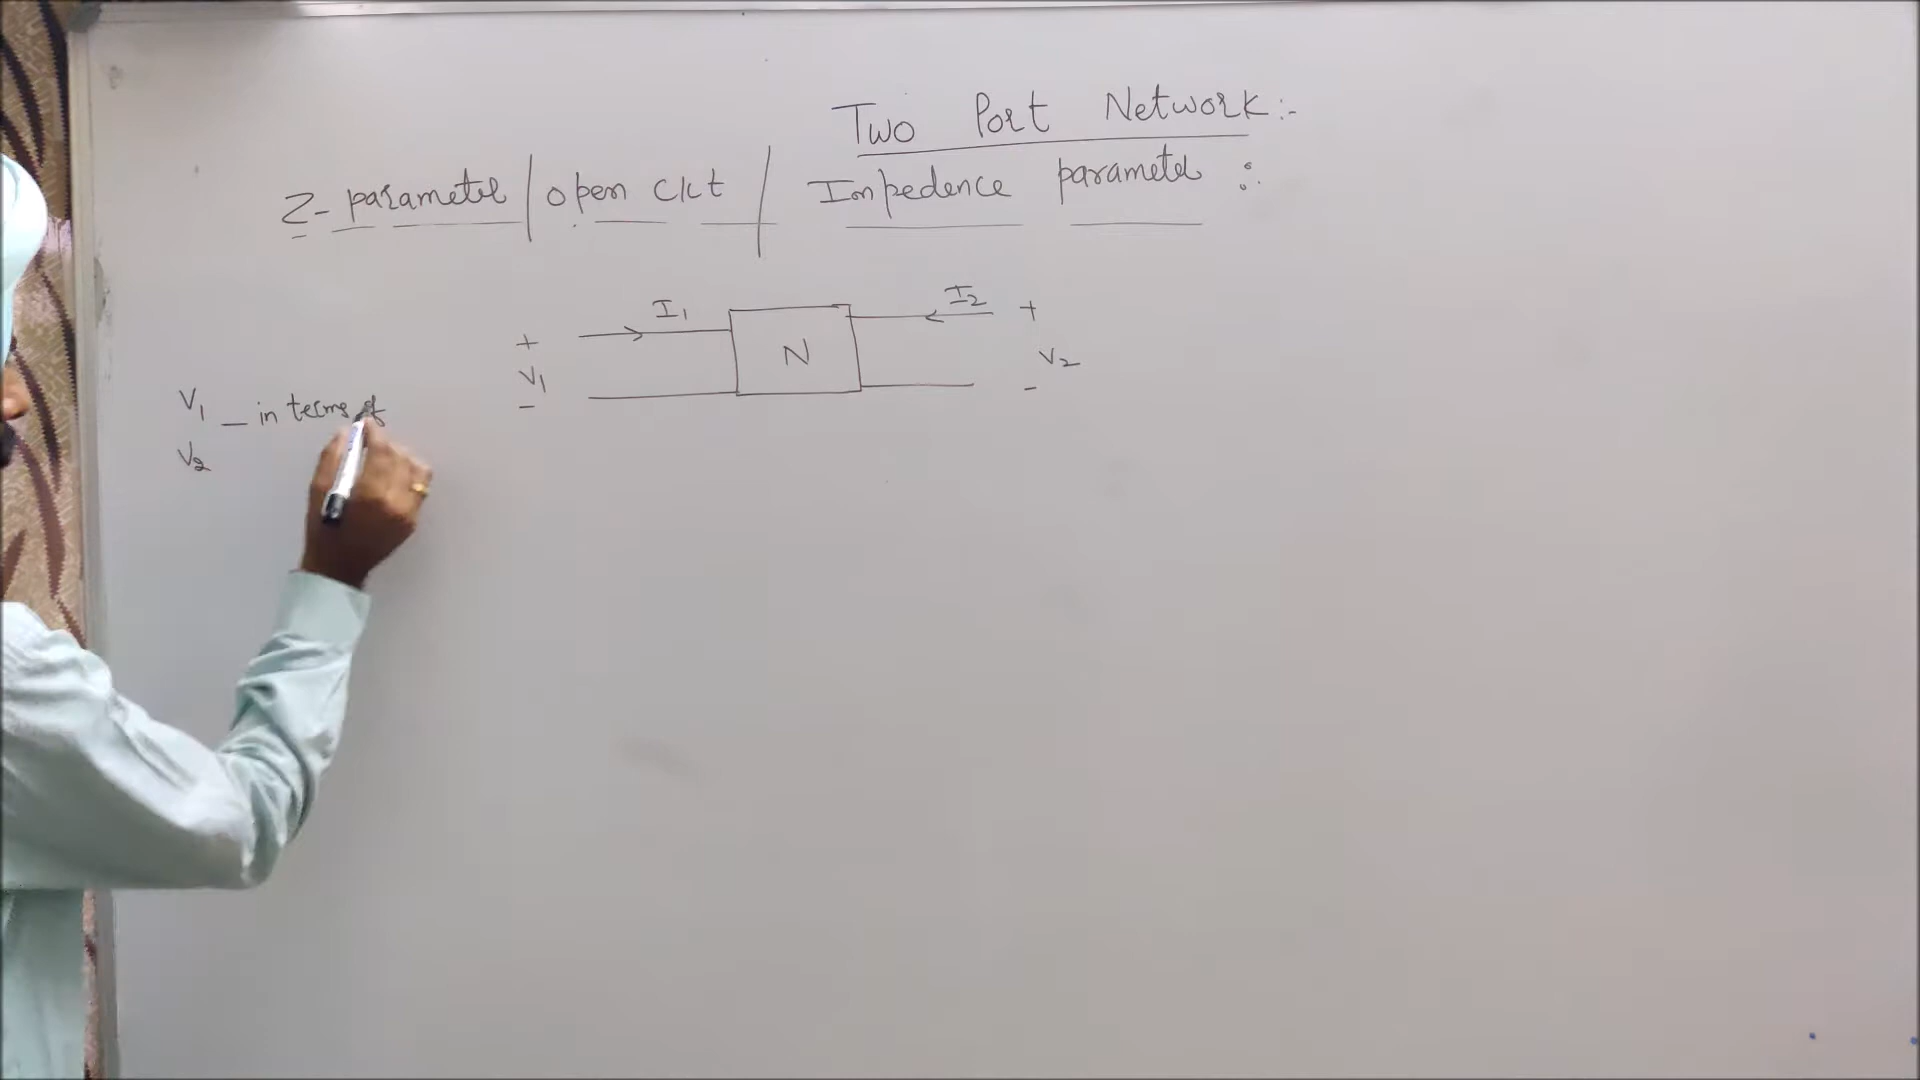 Two Port Network:-
Z- parameter / open ckt / Impedence parameter :
I1
I2
+
+
N
V1
V2
-
-
V1 — in terms of
V2